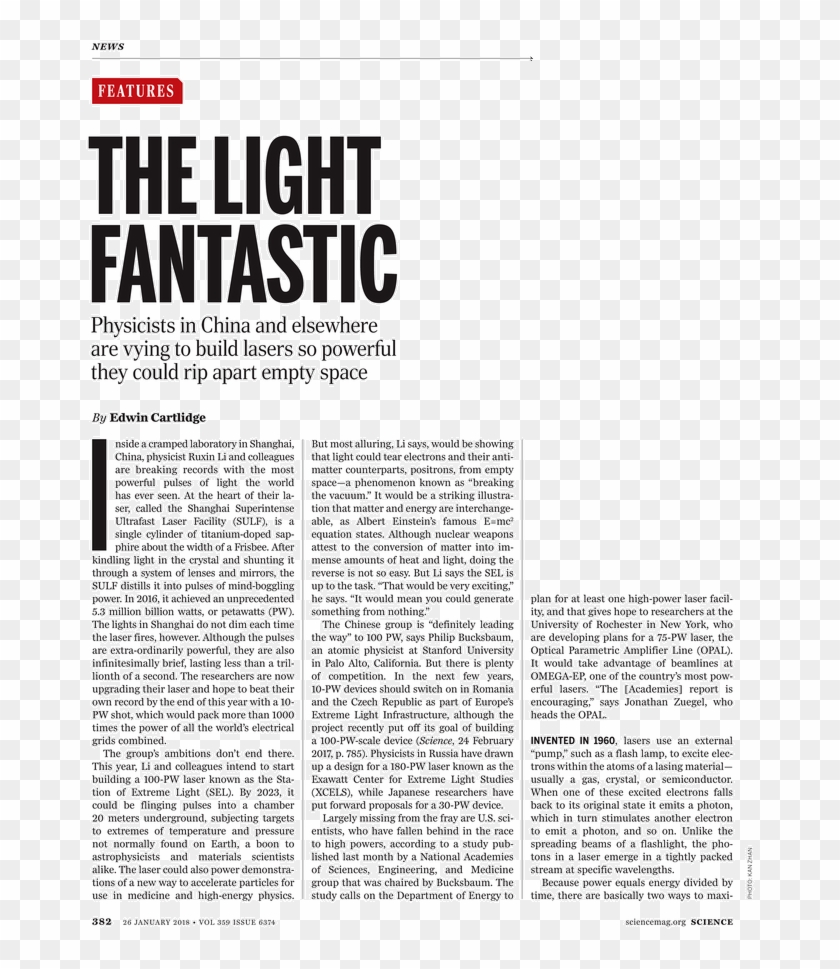 NEWS
FEATURES
THE LIGHT
FANTASTIC
Physicists in China and elsewhere
are vying to build lasers so powerful
they could rip apart empty space
By Edwin Cartlidge
Inside a cramped laboratory in Shanghai,
China, physicist Ruxin Li and colleagues
are breaking records with the most
powerful pulses of light the world
has ever seen. At the heart of their la-
ser, called the Shanghai Superintense
Ultrafast Laser Facility (SULF), is a
single cylinder of titanium-doped sap-
phire about the width of a Frisbee. After
kindling light in the crystal and shunting it
through a system of lenses and mirrors, the
SULF distills it into pulses of mind-boggling
power. In 2016, it achieved an unprecedented
5.3 million billion watts, or petawatts (PW).
The lights in Shanghai do not dim each time
the laser fires, however. Although the pulses
are extra-ordinarily powerful, they are also
infinitesimally brief, lasting less than a tril-
lionth of a second. The researchers are now
upgrading their laser and hope to beat their
own record by the end of this year with a 10-
PW shot, which would pack more than 1000
times the power of all the world's electrical
grids combined.
The group's ambitions don't end there.
This year, Li and colleagues intend to start
building a 100-PW laser known as the Sta-
tion of Extreme Light (SEL). By 2023, it
could be flinging pulses into a chamber
20 meters underground, subjecting targets
to extremes of temperature and pressure
not normally found on Earth, a boon to
astrophysicists and materials scientists
alike. The laser could also power demonstra-
tions of a new way to accelerate particles for
use in medicine and high-energy physics.
But most alluring, Li says, would be showing
that light could tear electrons and their anti-
matter counterparts, positrons, from empty
space—a phenomenon known as "breaking
the vacuum." It would be a striking illustra-
tion that matter and energy are interchange-
able, as Albert Einstein's famous E=mc²
equation states. Although nuclear weapons
attest to the conversion of matter into im-
mense amounts of heat and light, doing the
reverse is not so easy. But Li says the SEL is
up to the task. "That would be very exciting,"
he says. "It would mean you could generate
something from nothing."
The Chinese group is "definitely leading
the way" to 100 PW, says Philip Bucksbaum,
an atomic physicist at Stanford University
in Palo Alto, California. But there is plenty
of competition. In the next few years,
10-PW devices should switch on in Romania
and the Czech Republic as part of Europe's
Extreme Light Infrastructure, although the
project recently put off its goal of building
a 100-PW-scale device (Science, 24 February
2017, p. 785). Physicists in Russia have drawn
up a design for a 180-PW laser known as the
Exawatt Center for Extreme Light Studies
(XCELS), while Japanese researchers have
put forward proposals for a 30-PW device.
Largely missing from the fray are U.S. sci-
entists, who have fallen behind in the race
to high powers, according to a study pub-
lished last month by a National Academies
of Sciences, Engineering, and Medicine
group that was chaired by Bucksbaum. The
study calls on the Department of Energy to
plan for at least one high-power laser facil-
ity, and that gives hope to researchers at the
University of Rochester in New York, who
are developing plans for a 75-PW laser, the
Optical Parametric Amplifier Line (OPAL).
It would take advantage of beamlines at
OMEGA-EP, one of the country's most pow-
erful lasers. "The [Academies] report is
encouraging," says Jonathan Zuegel, who
heads the OPAL.
INVENTED IN 1960, lasers use an external
"pump," such as a flash lamp, to excite elec-
trons within the atoms of a lasing material—
usually a gas, crystal, or semiconductor.
When one of these excited electrons falls
back to its original state it emits a photon,
which in turn stimulates another electron
to emit a photon, and so on. Unlike the
spreading beams of a flashlight, the pho-
tons in a laser emerge in a tightly packed
stream at specific wavelengths.
Because power equals energy divided by
time, there are basically two ways to maxi-
PHOTO: KAN ZHAN
382 26 JANUARY 2018 • VOL 359 ISSUE 6374
sciencemag.org SCIENCE